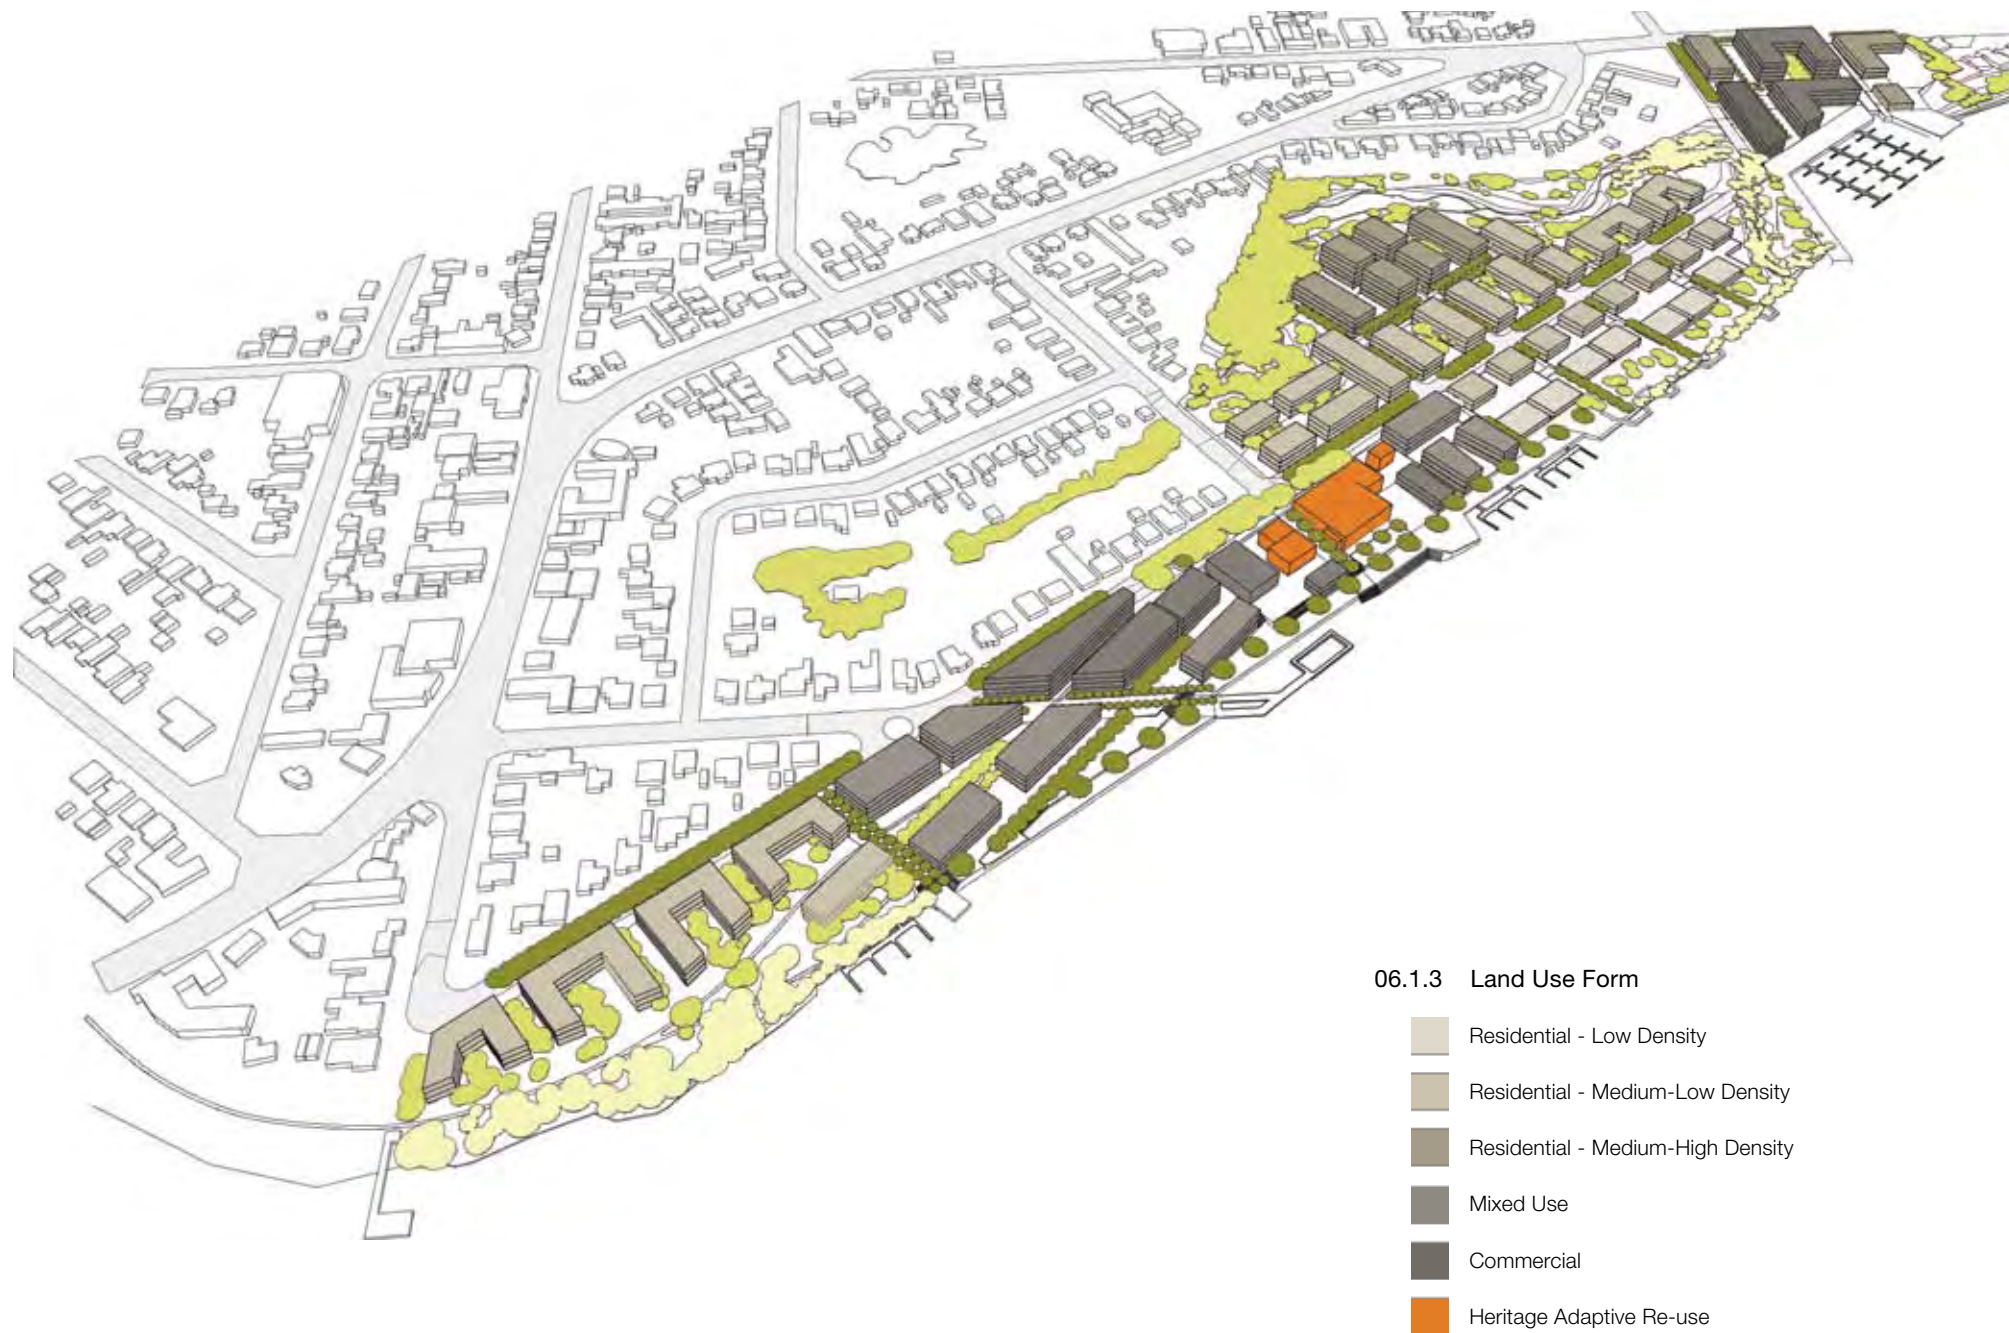 06.1.3 Land Use Form
Residential - Low Density
Residential - Medium-Low Density
Residential - Medium-High Density
Mixed Use
Commercial
Heritage Adaptive Re-use